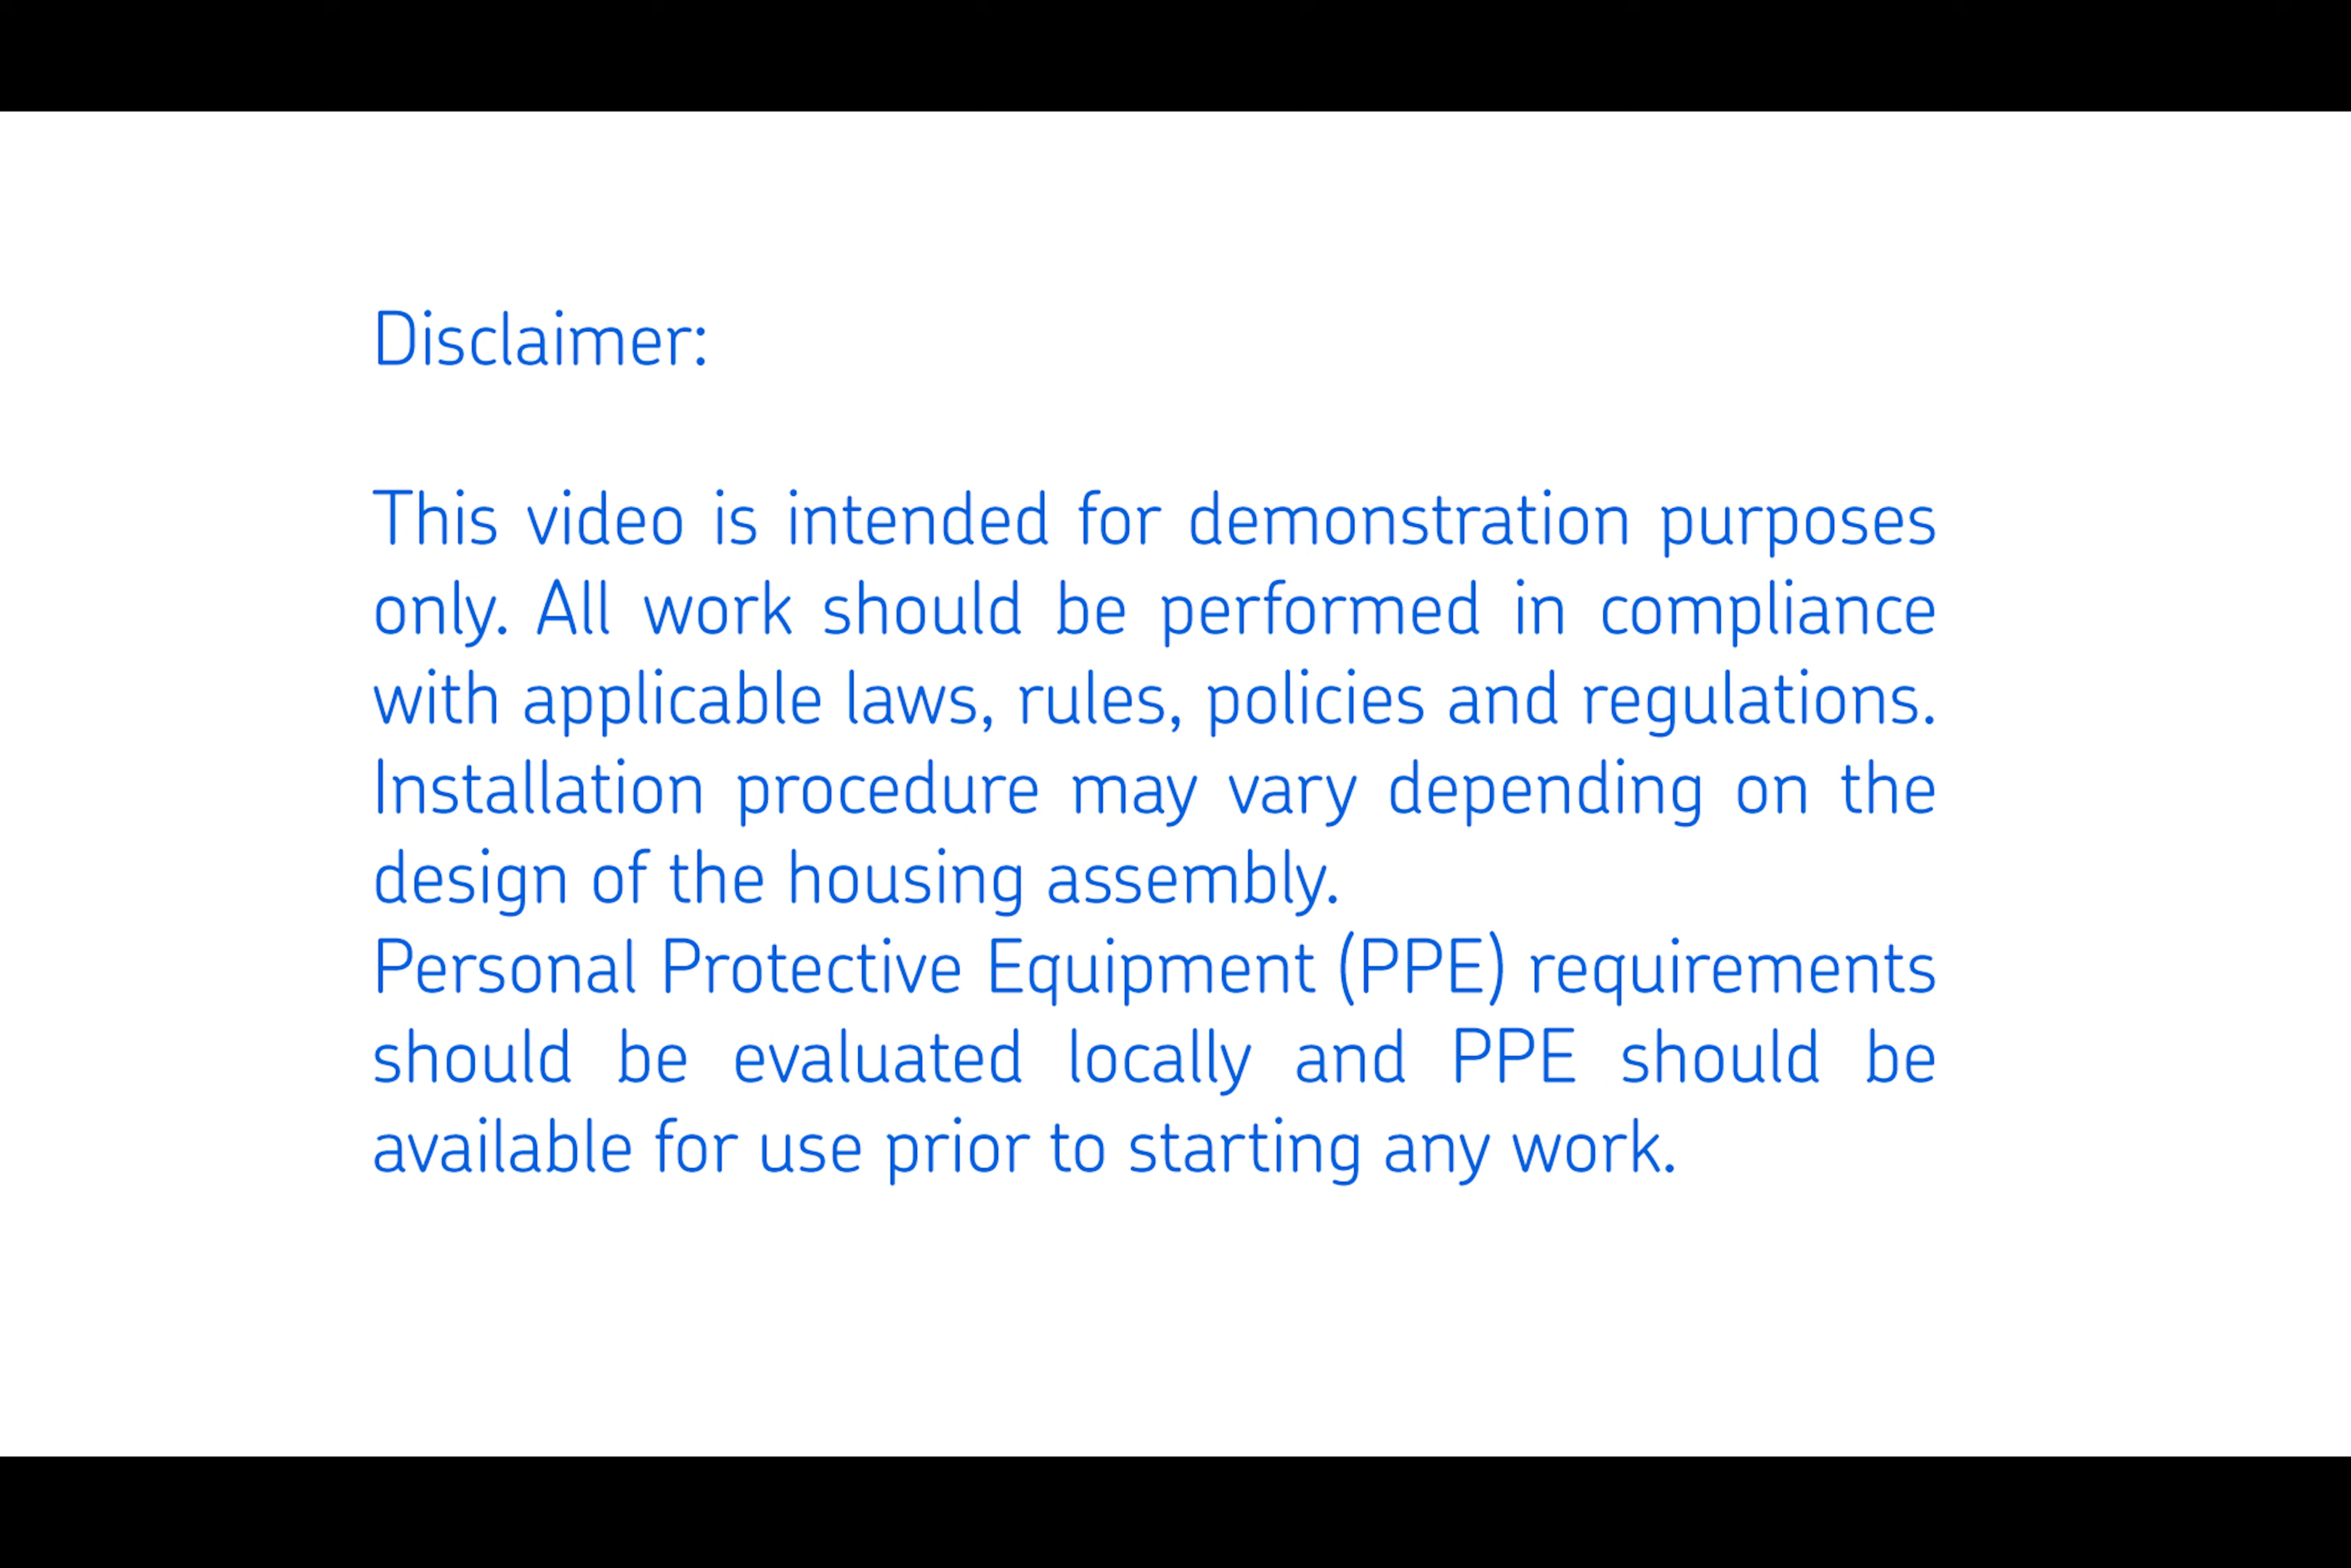 Disclaimer:
This video is intended for demonstration purposes
only. All work should be performed in compliance
with applicable laws, rules, policies and regulations.
Installation procedure may vary depending on the
design of the housing assembly.
Personal Protective Equipment (PPE) requirements
should be evaluated locally and PPE should be
available for use prior to starting any work.